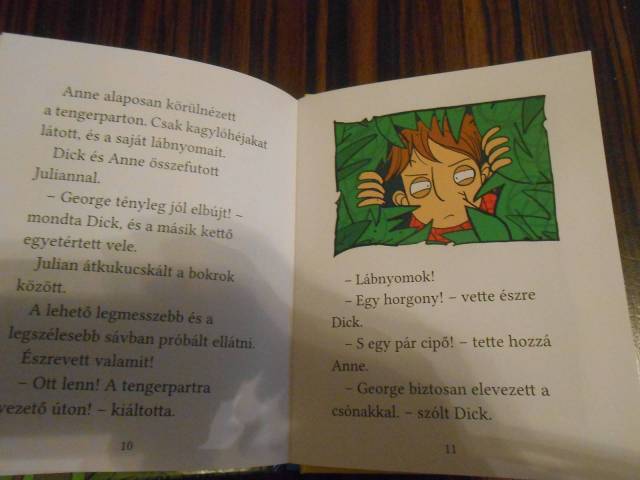 Anne alaposan körülnézett
a tengerparton. Csak kagylóhéjakat
látott, és a saját lábnyomait.
Dick és Anne összefutott
Juliannal.
– George tényleg jól elbújt! –
mondta Dick, és a másik kettő
egyetértett vele.
Julian átkukucskált a bokrok
között.
A lehető legmesszebb és a
legszélesebb sávban próbált ellátni.
Észrevett valamit!
– Ott lenn! A tengerpartra
vezető úton! – kiáltotta.
10
– Lábnyomok!
– Egy horgony! – vette észre
Dick.
– S egy pár cipő! – tette hozzá
Anne.
– George biztosan elevezett a
csónakkal. – szólt Dick.
11